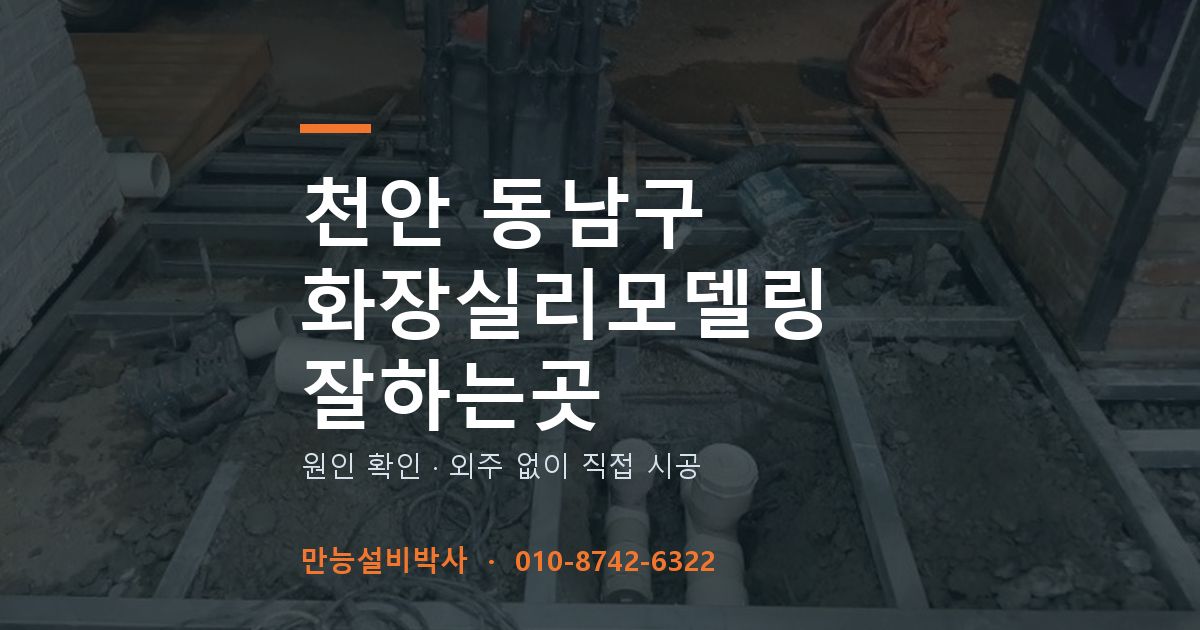 천안 동남구
화장실리모델링
잘하는곳
원인 확인 · 외주 없이 직접 시공
만능설비박사 · 010-8742-6322